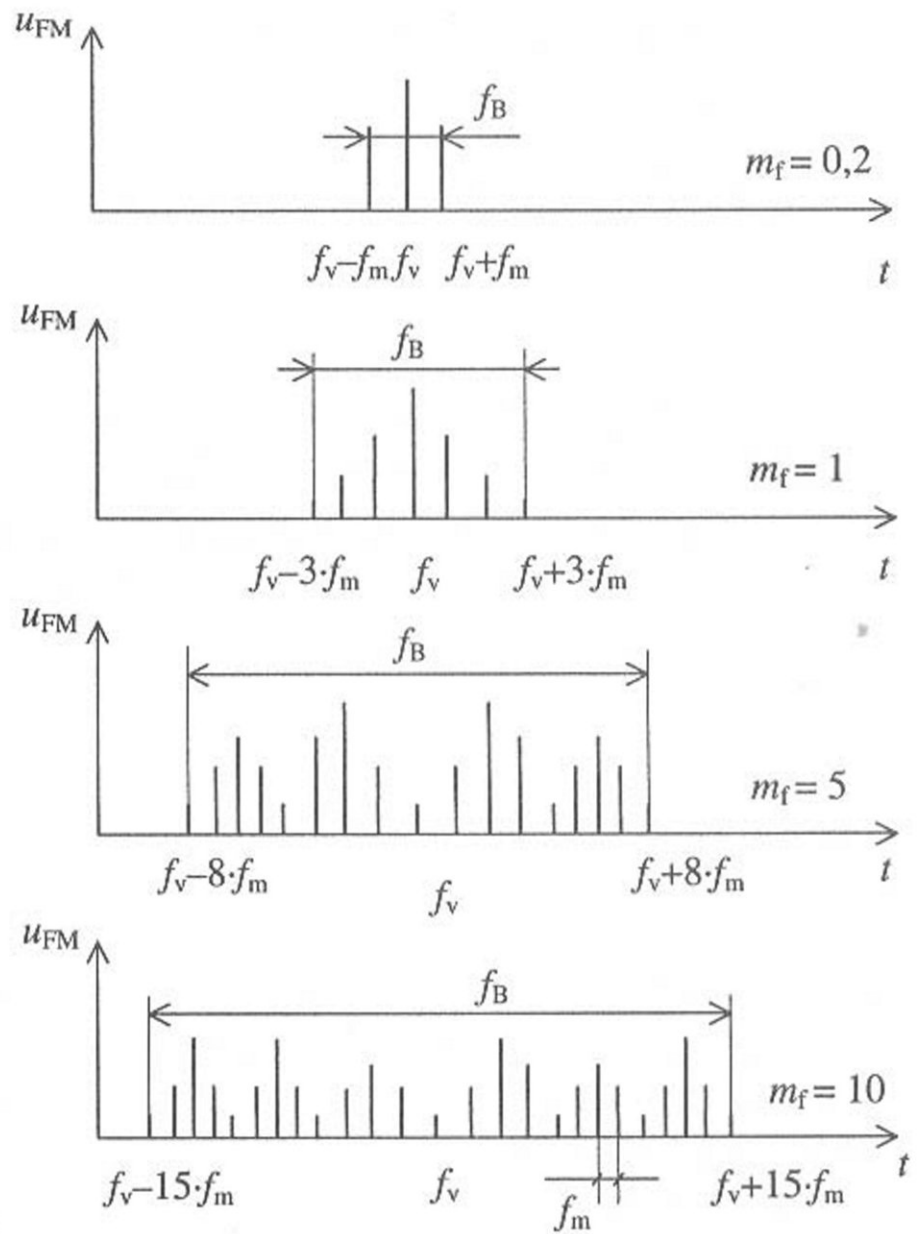 uFM
fB
mf = 0,2
fv–fm fv fv+fm
t
uFM
fB
mf = 1
fv–3·fm fv fv+3·fm
t
uFM
fB
mf = 5
fv–8·fm fv fv+8·fm
t
uFM
fB
mf = 10
fv–15·fm fv fm fv+15·fm
t